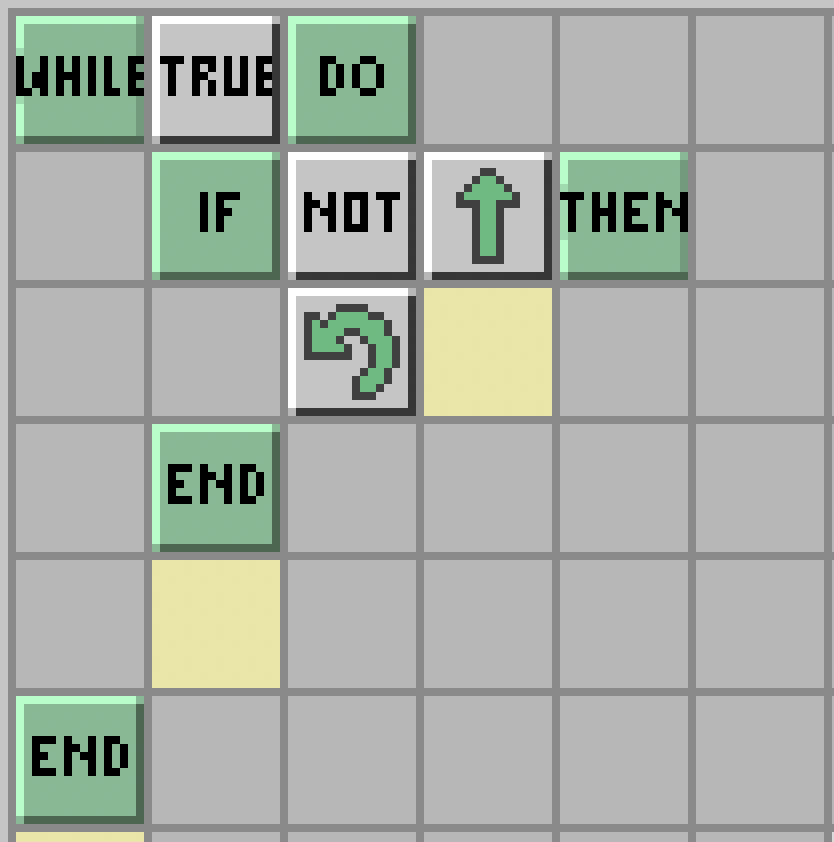 WHILE TRUE DO
IF NOT THEN
END
END